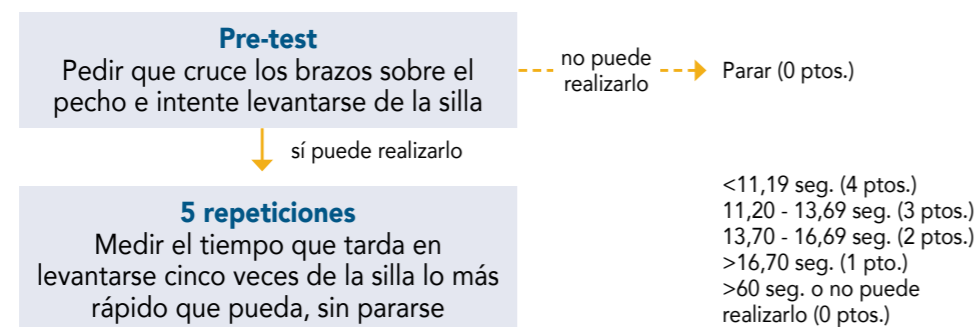 Pre-test
Pedir que cruce los brazos sobre el
pecho e intente levantarse de la silla
no puede
realizarlo
Parar (0 ptos.)
sí puede realizarlo
5 repeticiones
Medir el tiempo que tarda en
levantarse cinco veces de la silla lo más
rápido que pueda, sin pararse
<11,19 seg. (4 ptos.)
11,20 - 13,69 seg. (3 ptos.)
13,70 - 16,69 seg. (2 ptos.)
>16,70 seg. (1 pto.)
>60 seg. o no puede
realizarlo (0 ptos.)